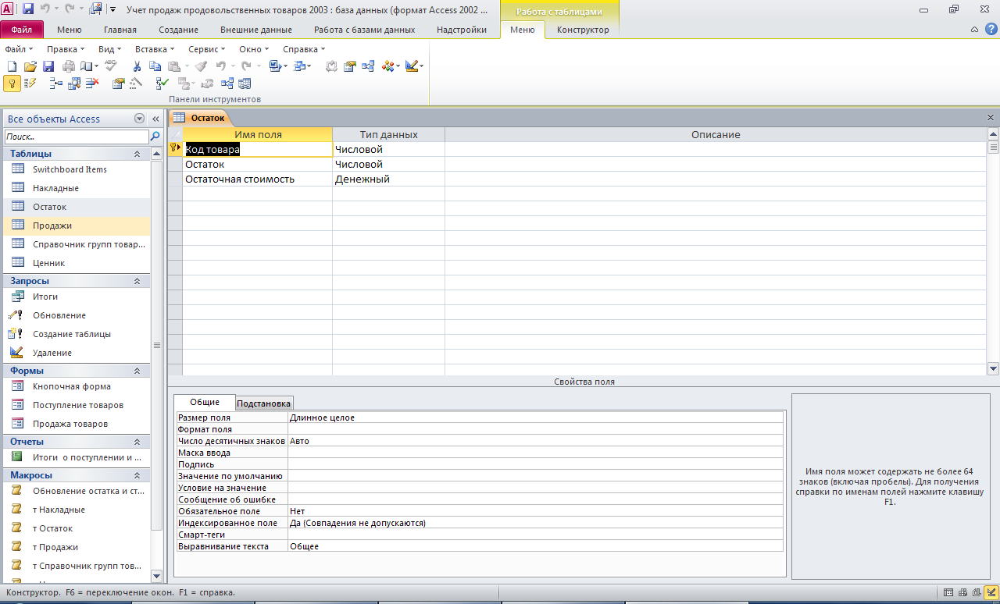 Учет продаж продовольственных товаров 2003 : база данных (формат Access 2002 ...
Работа с таблицами
Файл Меню Главная Создание Внешние данные Работа с базами данных Надстройки Меню Конструктор
Файл Правка Вид Вставка Сервис Окно Справка
Панели инструментов
Все объекты Access
Поиск...
Таблицы
Switchboard Items
Накладные
Остаток
Продажи
Справочник групп товар...
Ценник
Запросы
Итоги
Обновление
Создание таблицы
Удаление
Формы
Кнопочная форма
Поступление товаров
Продажа товаров
Отчеты
Итоги о поступлении и ...
Макросы
Обновление остатка и ст...
т Накладные
т Остаток
т Продажи
т Справочник групп тов...
Остаток
Имя поля Тип данных Описание
Код товара Числовой
Остаток Числовой
Остаточная стоимость Денежный
Свойства поля
Общие Подстановка
Размер поля Длинное целое
Формат поля
Число десятичных знаков Авто
Маска ввода
Подпись
Значение по умолчанию
Условие на значение
Сообщение об ошибке
Обязательное поле Нет
Индексированное поле Да (Совпадения не допускаются)
Смарт-теги
Выравнивание текста Общее
Имя поля может содержать не более 64
знаков (включая пробелы). Для получения
справки по именам полей нажмите клавишу
F1.
Конструктор. F6 = переключение окон. F1 = справка.